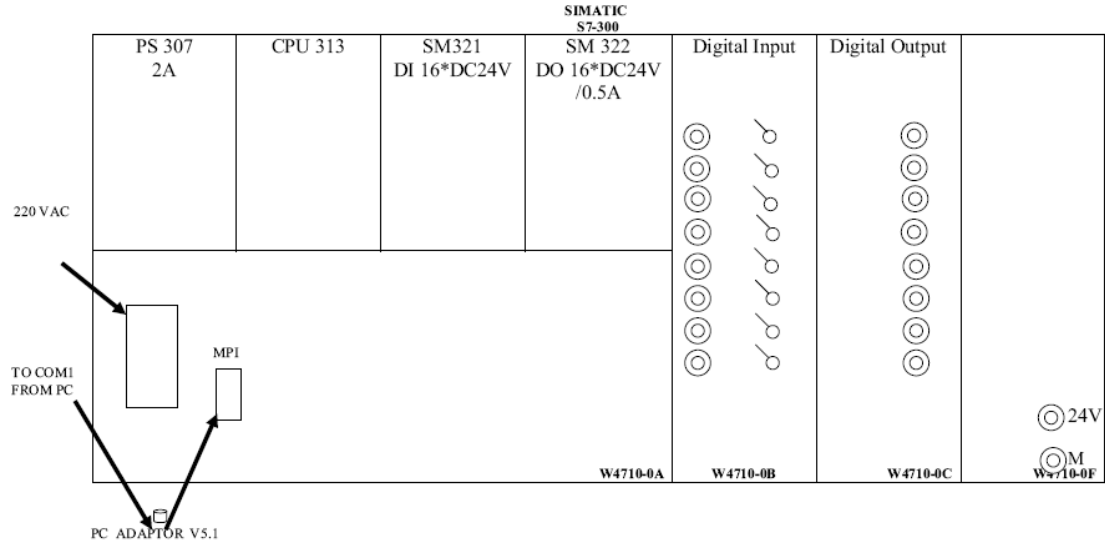 SIMATIC
S7-300
PS 307
2A
CPU 313
SM321
DI 16*DC24V
SM 322
DO 16*DC24V
/0.5A
Digital Input
Digital Output
220 VAC
MPI
TO COM1
FROM PC
24V
M
W4710-0A
W4710-0B
W4710-0C
W4710-0F
PC ADAPTOR V5.1